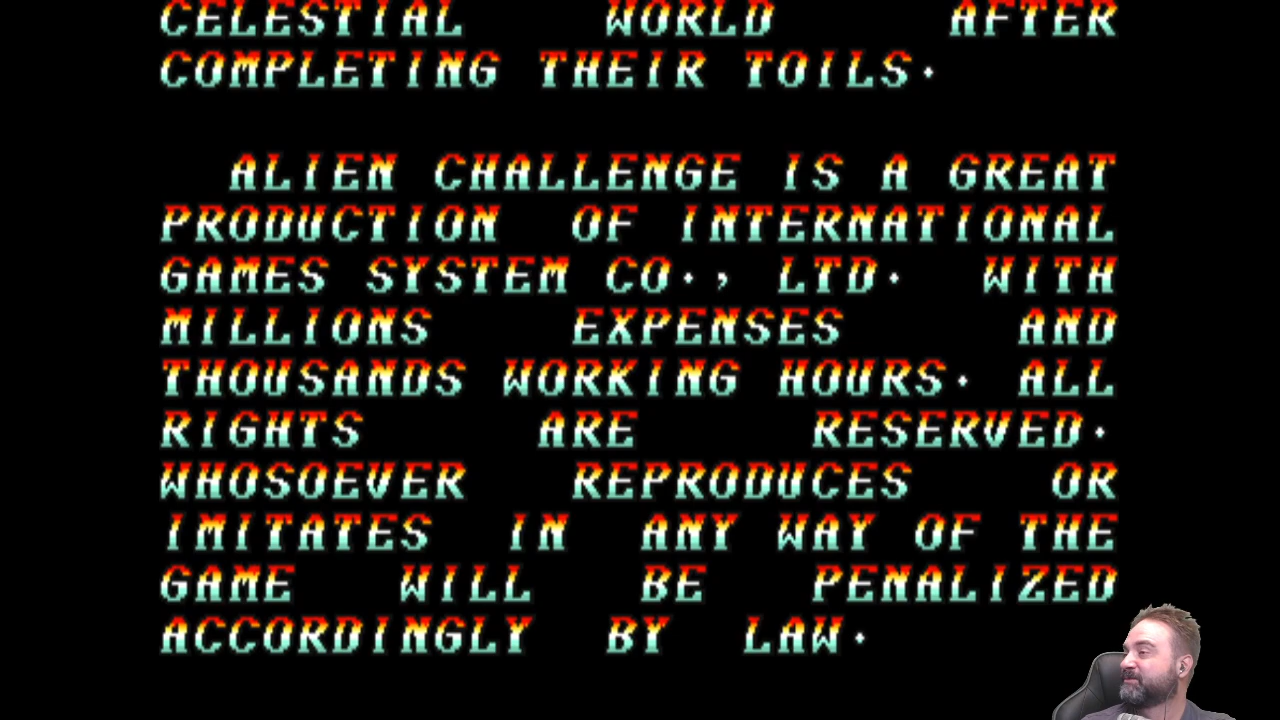 CELESTIAL WORLD AFTER
COMPLETING THEIR TOILS.
ALIEN CHALLENGE IS A GREAT
PRODUCTION OF INTERNATIONAL
GAMES SYSTEM CO., LTD. WITH
MILLIONS EXPENSES AND
THOUSANDS WORKING HOURS. ALL
RIGHTS ARE RESERVED.
WHOSOEVER REPRODUCES OR
IMITATES IN ANY WAY OF THE
GAME WILL BE PENALIZED
ACCORDINGLY BY LAW.